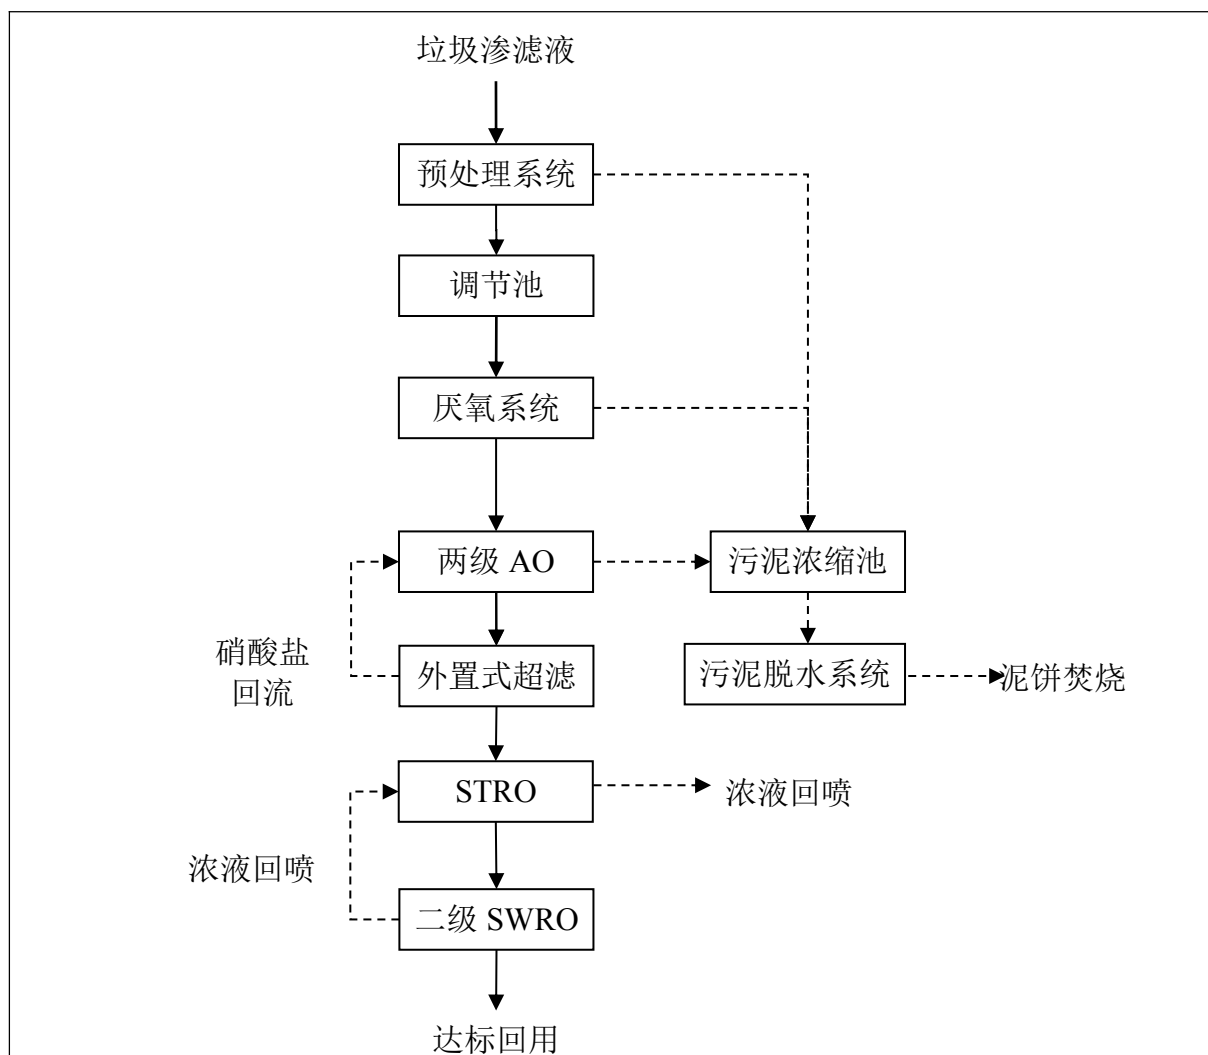 垃圾渗滤液
预处理系统
调节池
厌氧系统
两级 AO
污泥浓缩池
硝酸盐
回流
外置式超滤
污泥脱水系统
泥饼焚烧
STRO
浓液回喷
浓液回喷
二级 SWRO
达标回用